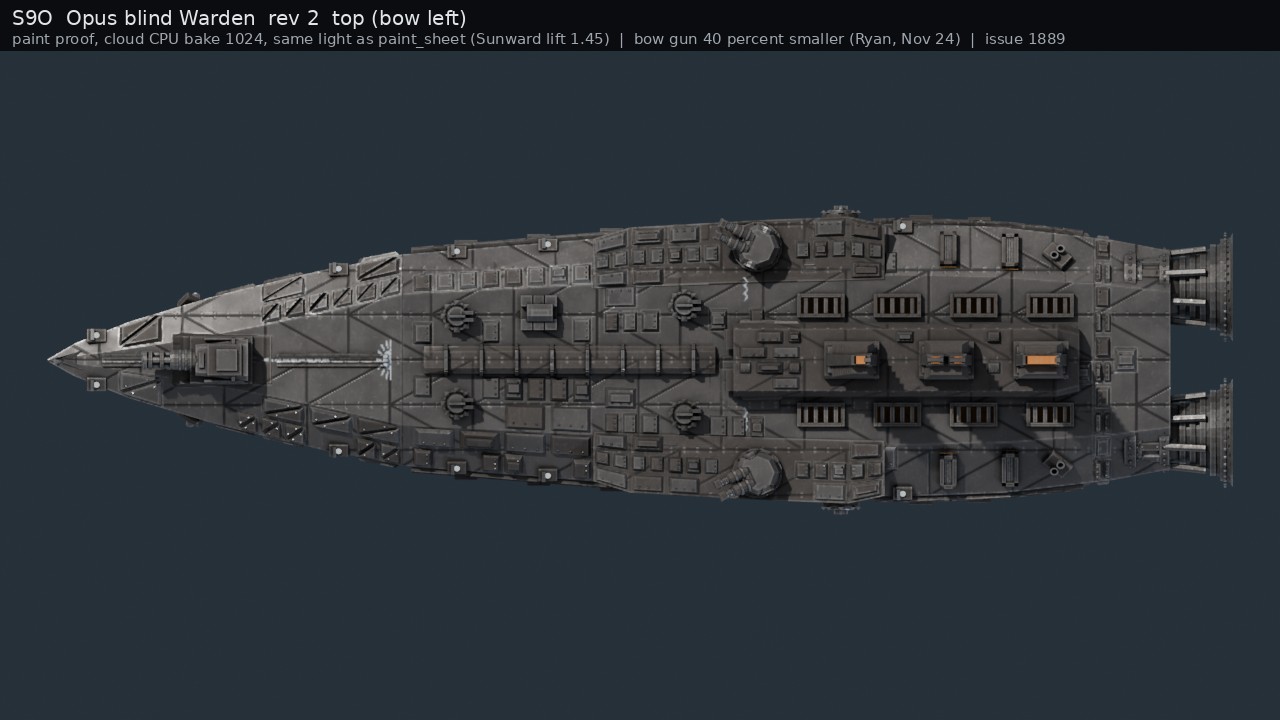 S9O  Opus blind Warden  rev 2  top (bow left)
paint proof, cloud CPU bake 1024, same light as paint_sheet (Sunward lift 1.45)  |  bow gun 40 percent smaller (Ryan, Nov 24)  |  issue 1889